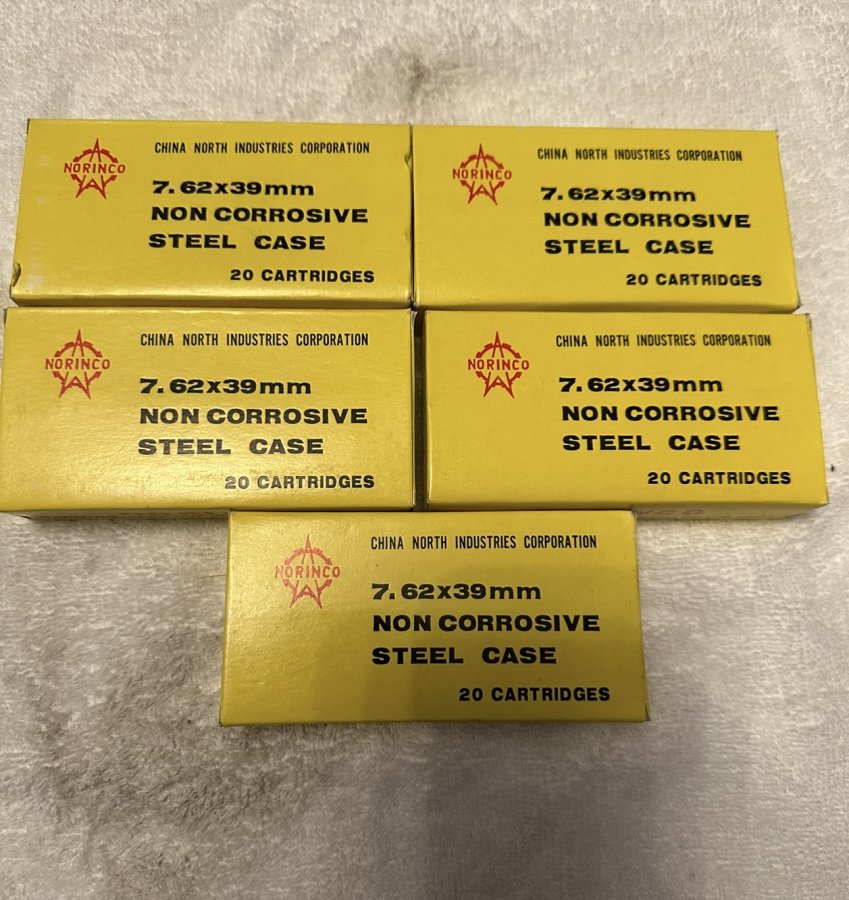 CHINA NORTH INDUSTRIES CORPORATION
NORINCO
7.62x39mm
NON CORROSIVE
STEEL CASE
20 CARTRIDGES
CHINA NORTH INDUSTRIES CORPORATION
NORINCO
7.62x39mm
NON CORROSIVE
STEEL CASE
20 CARTRIDGES
CHINA NORTH INDUSTRIES CORPORATION
NORINCO
7.62x39mm
NON CORROSIVE
STEEL CASE
20 CARTRIDGES
CHINA NORTH INDUSTRIES CORPORATION
NORINCO
7.62x39mm
NON CORROSIVE
STEEL CASE
20 CARTRIDGES
CHINA NORTH INDUSTRIES CORPORATION
NORINCO
7.62x39mm
NON CORROSIVE
STEEL CASE
20 CARTRIDGES